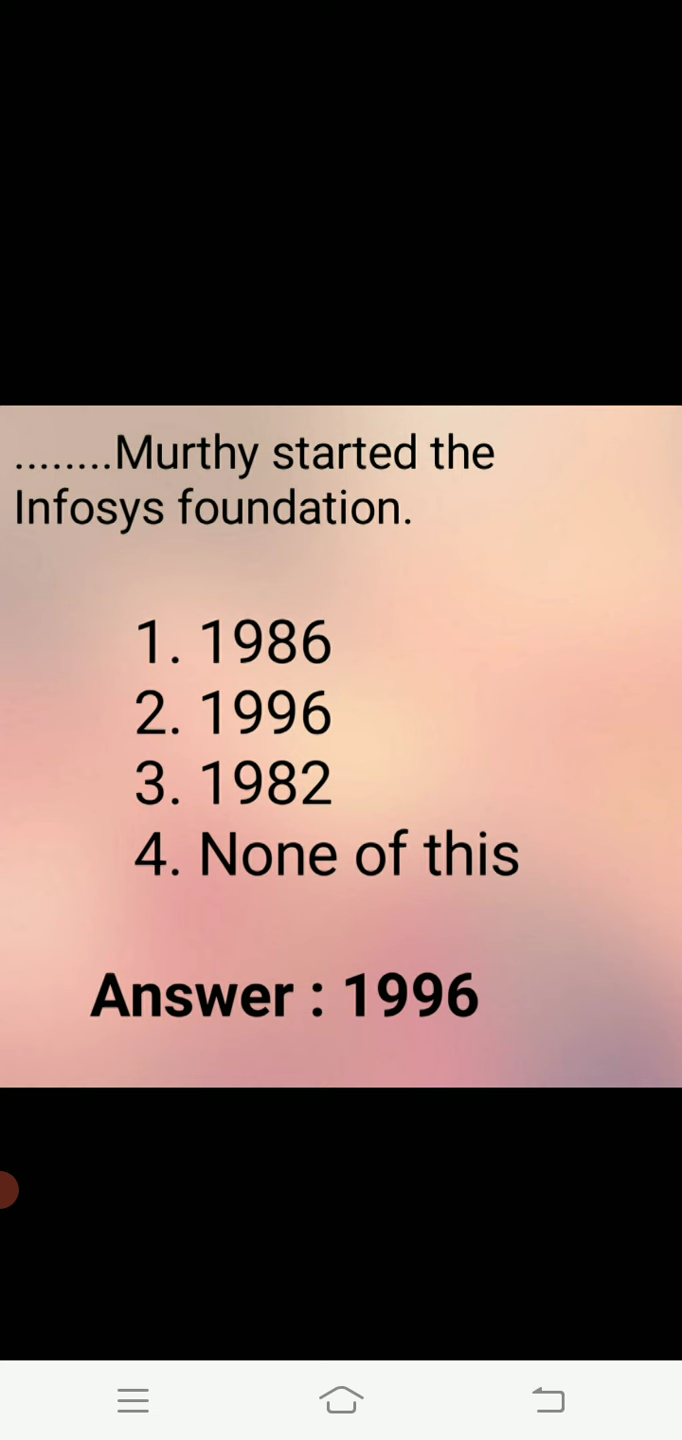 ........Murthy started the
Infosys foundation.
1. 1986
2. 1996
3. 1982
4. None of this
Answer : 1996